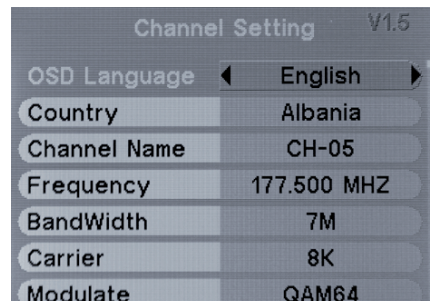 Channel Setting V1.5
OSD Language English
Country Albania
Channel Name CH-05
Frequency 177.500 MHZ
BandWidth 7M
Carrier 8K
Modulate QAM64